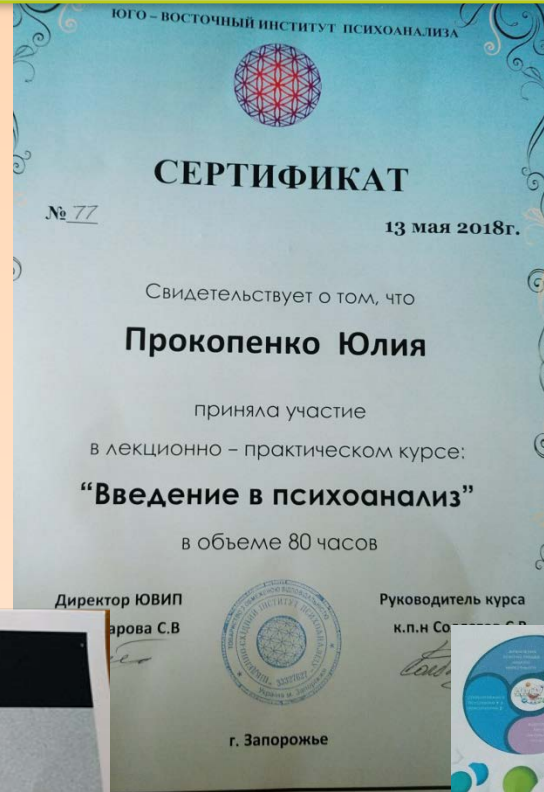 ЮГО – ВОСТОЧНЫЙ ИНСТИТУТ ПСИХОАНАЛИЗА
СЕРТИФИКАТ
№ 77
13 мая 2018г.
Свидетельствует о том, что
Прокопенко Юлия
приняла участие
в лекционно – практическом курсе:
“Введение в психоанализ”
в объеме 80 часов
Директор ЮВИП
арова С.В
Руководитель курса
к.п.н
г. Запорожье